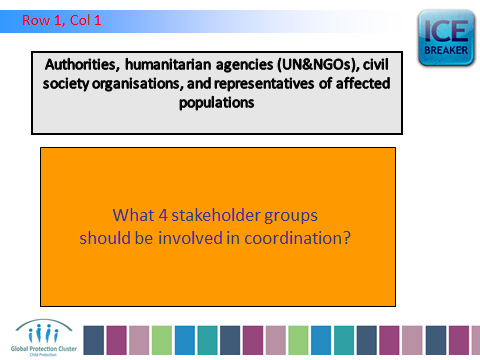 Row 1, Col 1
ICE
BREAKER
Authorities, humanitarian agencies (UN&NGOs), civil
society organisations, and representatives of affected
populations
What 4 stakeholder groups
should be involved in coordination?
Global Protection Cluster
Child Protection